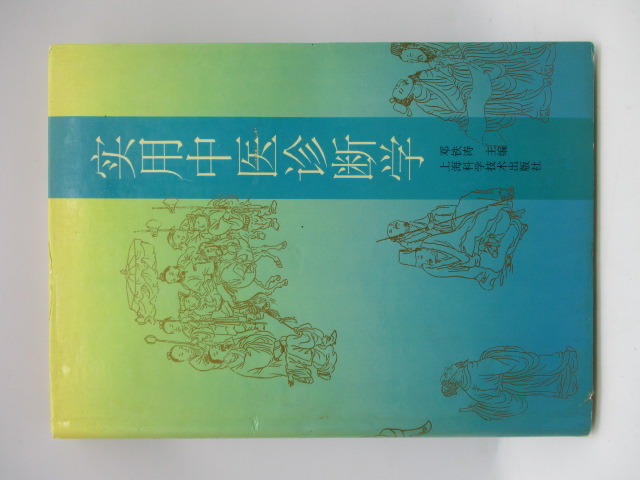 实用中医诊断学
邓铁涛 主编
上海科学技术出版社